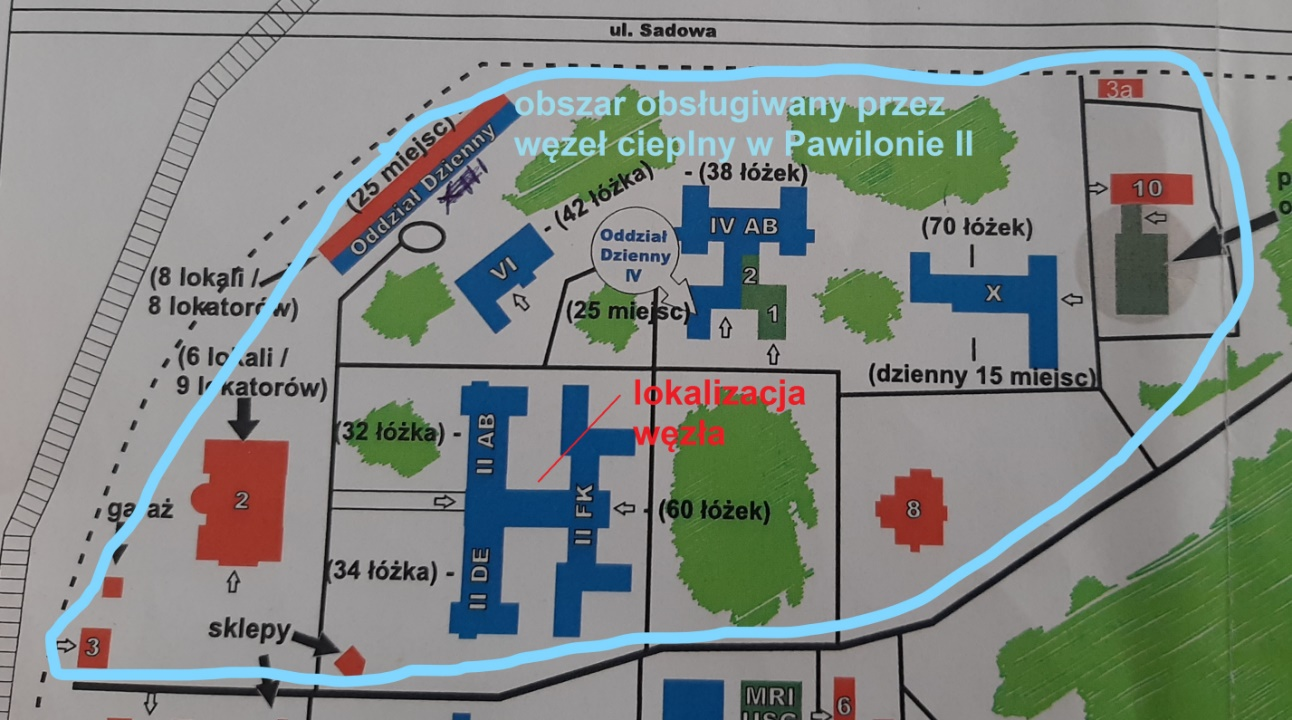 ul. Sadowa
3a
obszar obsługiwany przez
węzeł cieplny w Pawilonie II
(25 miejsc)
Oddział Dzienny
- (38 łóżek)
- (42 łóżka)
10
IV AB
(70 łóżek)
Oddział
Dzienny
IV
VI
2
X
(8 lokali /
8 lokatorów)
(25 miejsc)
1
(6 lokali /
9 lokatorów)
(dzienny 15 miejsc)
lokalizacja
węzła
(32 łóżka) -
II AB
2
garaż
II FK
- (60 łóżek)
8
(34 łóżka) -
II DE
sklepy
3
MRI
USG
6